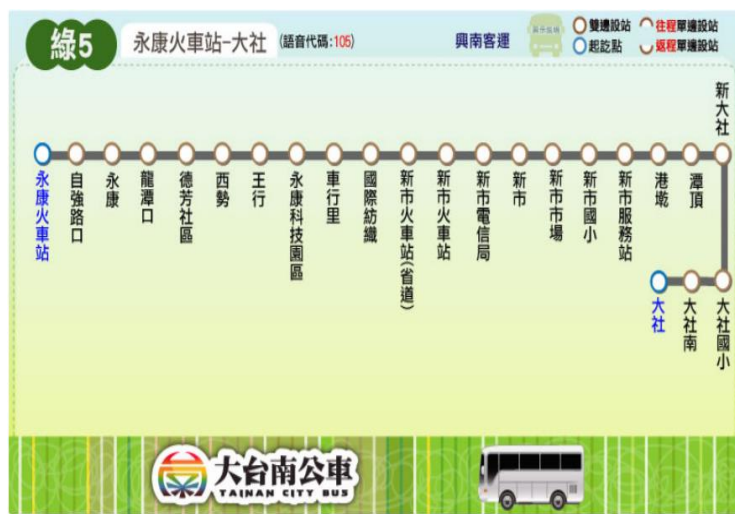 綠5
永康火車站-大社 (語音代碼:105)
興南客運
雙邊設站
往程單邊設站
起訖點
返程單邊設站
永康火車站
自強路口
永康
龍潭口
德芳社區
西勢
王行
永康科技園區
車行里
國際紡織
新市火車站(省道)
新市火車站
新市電信局
新市
新市市場
新市國小
新市服務站
港墘
潭頂
新大社
大社國小
大社南
大社
大台南公車
TAINAN CITY BUS